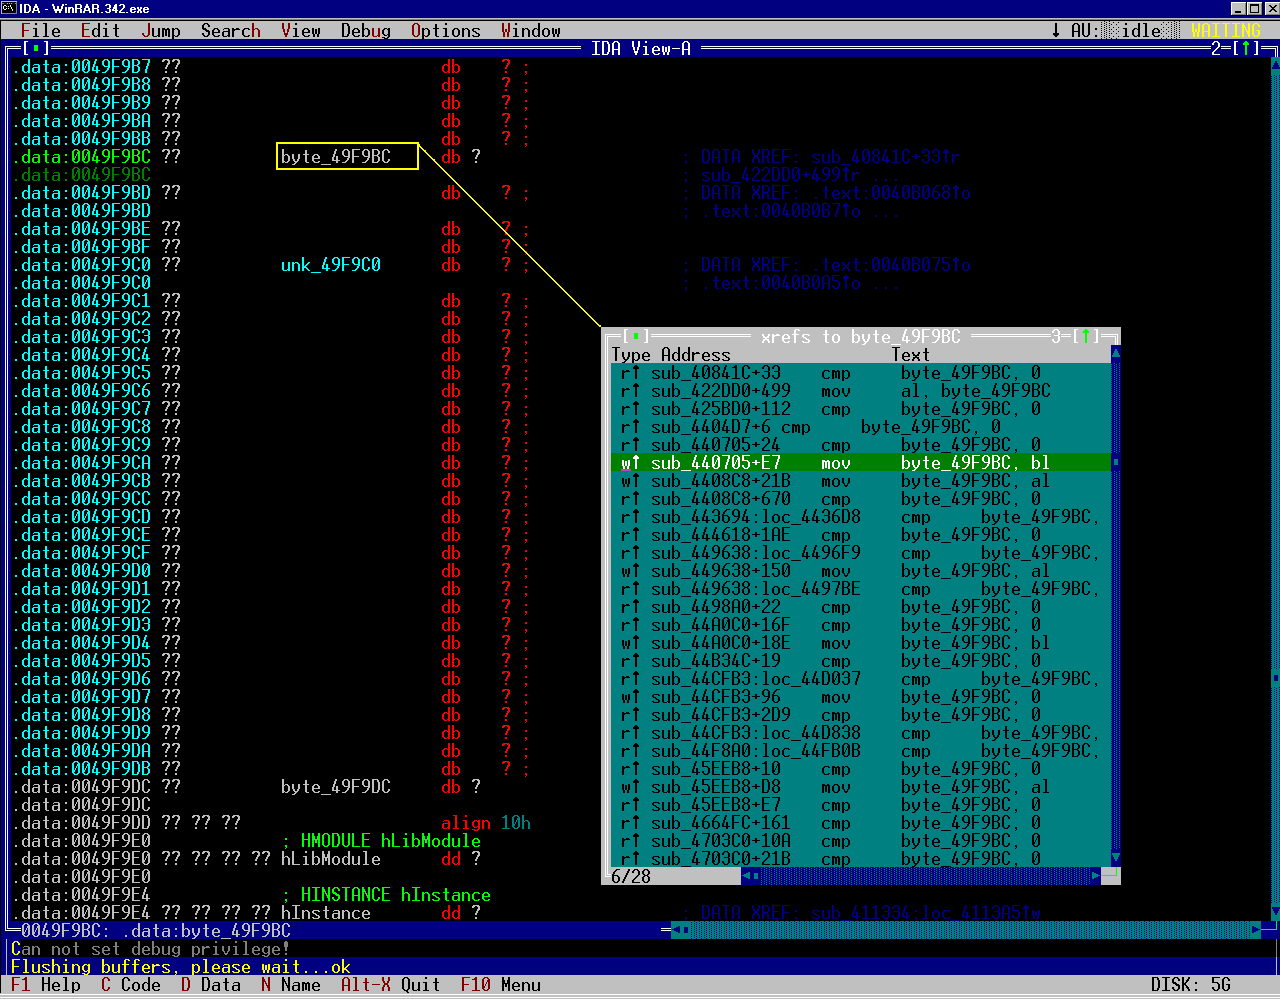 IDA - WinRAR.342.exe
File Edit Jump Search View Debug Options Window ↓ AU: idle WAITING
[▪] IDA View-A 2-[↑]
.data:0049F9B7 ?? db ? ;
.data:0049F9B8 ?? db ? ;
.data:0049F9B9 ?? db ? ;
.data:0049F9BA ?? db ? ;
.data:0049F9BB ?? db ? ;
.data:0049F9BC ?? byte_49F9BC db ? ; DATA XREF: sub_40841C+33↑r
.data:0049F9BC ; sub_422DD0+499↑r ...
.data:0049F9BD ?? db ? ; ; DATA XREF: .text:0040B068↑o
.data:0049F9BD ; .text:0040B0B7↑o ...
.data:0049F9BE ?? db ? ;
.data:0049F9BF ?? db ? ;
.data:0049F9C0 ?? unk_49F9C0 db ? ; ; DATA XREF: .text:0040B075↑o
.data:0049F9C0 ; .text:0040B0A5↑o ...
.data:0049F9C1 ?? db ? ;
.data:0049F9C2 ?? db ? ;
.data:0049F9C3 ?? db ? ;
.data:0049F9C4 ?? db ? ;
.data:0049F9C5 ?? db ? ;
.data:0049F9C6 ?? db ? ;
.data:0049F9C7 ?? db ? ;
.data:0049F9C8 ?? db ? ;
.data:0049F9C9 ?? db ? ;
.data:0049F9CA ?? db ? ;
.data:0049F9CB ?? db ? ;
.data:0049F9CC ?? db ? ;
.data:0049F9CD ?? db ? ;
.data:0049F9CE ?? db ? ;
.data:0049F9CF ?? db ? ;
.data:0049F9D0 ?? db ? ;
.data:0049F9D1 ?? db ? ;
.data:0049F9D2 ?? db ? ;
.data:0049F9D3 ?? db ? ;
.data:0049F9D4 ?? db ? ;
.data:0049F9D5 ?? db ? ;
.data:0049F9D6 ?? db ? ;
.data:0049F9D7 ?? db ? ;
.data:0049F9D8 ?? db ? ;
.data:0049F9D9 ?? db ? ;
.data:0049F9DA ?? db ? ;
.data:0049F9DB ?? db ? ;
.data:0049F9DC ?? byte_49F9DC db ?
.data:0049F9DC
.data:0049F9DD ?? ?? ?? align 10h
.data:0049F9E0 ; HMODULE hLibModule
.data:0049F9E0 ?? ?? ?? ?? hLibModule dd ?
.data:0049F9E0
.data:0049F9E4 ; HINSTANCE hInstance
.data:0049F9E4 ?? ?? ?? ?? hInstance dd ? ; DATA XREF: sub_411334:loc_4113A5↑w
[▪] xrefs to byte_49F9BC 3-[↑]
Type Address Text
r↑ sub_40841C+33 cmp byte_49F9BC, 0
r↑ sub_422DD0+499 mov al, byte_49F9BC
r↑ sub_425BD0+112 cmp byte_49F9BC, 0
r↑ sub_4404D7+6 cmp byte_49F9BC, 0
r↑ sub_440705+24 cmp byte_49F9BC, 0
w↑ sub_440705+E7 mov byte_49F9BC, bl
w↑ sub_4408C8+21B mov byte_49F9BC, al
r↑ sub_4408C8+670 cmp byte_49F9BC, 0
r↑ sub_443694:loc_4436D8 cmp byte_49F9BC,
r↑ sub_444618+1AE cmp byte_49F9BC, 0
r↑ sub_449638:loc_4496F9 cmp byte_49F9BC,
w↑ sub_449638+150 mov byte_49F9BC, al
r↑ sub_449638:loc_4497BE cmp byte_49F9BC,
r↑ sub_4498A0+22 cmp byte_49F9BC, 0
r↑ sub_44A0C0+16F cmp byte_49F9BC, 0
w↑ sub_44A0C0+18E mov byte_49F9BC, bl
r↑ sub_44B34C+19 cmp byte_49F9BC, 0
r↑ sub_44CFB3:loc_44D037 cmp byte_49F9BC,
w↑ sub_44CFB3+96 mov byte_49F9BC, 0
r↑ sub_44CFB3+2D9 cmp byte_49F9BC, 0
r↑ sub_44CFB3:loc_44D838 cmp byte_49F9BC,
r↑ sub_44F8A0:loc_44FB0B cmp byte_49F9BC,
r↑ sub_45EEB8+10 cmp byte_49F9BC, 0
w↑ sub_45EEB8+D8 mov byte_49F9BC, al
r↑ sub_45EEB8+E7 cmp byte_49F9BC, 0
r↑ sub_4664FC+161 cmp byte_49F9BC, 0
r↑ sub_4703C0+10A cmp byte_49F9BC, 0
r↑ sub_4703C0+21B cmp byte_49F9BC, 0
6/28
0049F9BC: .data:byte_49F9BC
Can not set debug privilege!
Flushing buffers, please wait...ok
F1 Help C Code D Data N Name Alt-X Quit F10 Menu DISK: 5G